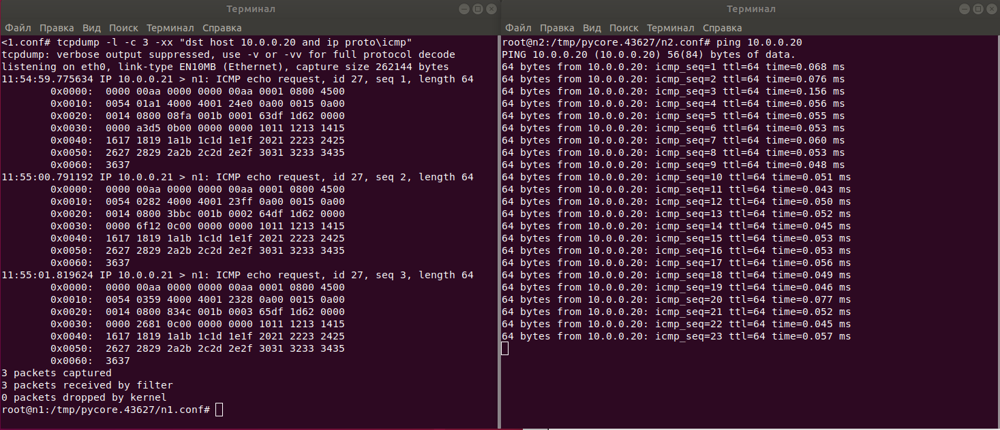 Терминал
Файл Правка Вид Поиск Терминал Справка
<1.conf# tcpdump -l -c 3 -xx "dst host 10.0.0.20 and ip proto\icmp"
tcpdump: verbose output suppressed, use -v or -vv for full protocol decode
listening on eth0, link-type EN10MB (Ethernet), capture size 262144 bytes
11:54:59.775634 IP 10.0.0.21 > n1: ICMP echo request, id 27, seq 1, length 64
0x0000: 0000 00aa 0000 0000 00aa 0001 0800 4500
0x0010: 0054 01a1 4000 4001 24e0 0a00 0015 0a00
0x0020: 0014 0800 08fa 001b 0001 63df 1d62 0000
0x0030: 0000 a3d5 0b00 0000 0000 1011 1213 1415
0x0040: 1617 1819 1a1b 1c1d 1e1f 2021 2223 2425
0x0050: 2627 2829 2a2b 2c2d 2e2f 3031 3233 3435
0x0060: 3637
11:55:00.791192 IP 10.0.0.21 > n1: ICMP echo request, id 27, seq 2, length 64
0x0000: 0000 00aa 0000 0000 00aa 0001 0800 4500
0x0010: 0054 0282 4000 4001 23ff 0a00 0015 0a00
0x0020: 0014 0800 3bbc 001b 0002 64df 1d62 0000
0x0030: 0000 6f12 0c00 0000 0000 1011 1213 1415
0x0040: 1617 1819 1a1b 1c1d 1e1f 2021 2223 2425
0x0050: 2627 2829 2a2b 2c2d 2e2f 3031 3233 3435
0x0060: 3637
11:55:01.819624 IP 10.0.0.21 > n1: ICMP echo request, id 27, seq 3, length 64
0x0000: 0000 00aa 0000 0000 00aa 0001 0800 4500
0x0010: 0054 0359 4000 4001 2328 0a00 0015 0a00
0x0020: 0014 0800 834c 001b 0003 65df 1d62 0000
0x0030: 0000 2681 0c00 0000 0000 1011 1213 1415
0x0040: 1617 1819 1a1b 1c1d 1e1f 2021 2223 2425
0x0050: 2627 2829 2a2b 2c2d 2e2f 3031 3233 3435
0x0060: 3637
3 packets captured
3 packets received by filter
0 packets dropped by kernel
root@n1:/tmp/pycore.43627/n1.conf#
Терминал
Файл Правка Вид Поиск Терминал Справка
root@n2:/tmp/pycore.43627/n2.conf# ping 10.0.0.20
PING 10.0.0.20 (10.0.0.20) 56(84) bytes of data.
64 bytes from 10.0.0.20: icmp_seq=1 ttl=64 time=0.068 ms
64 bytes from 10.0.0.20: icmp_seq=2 ttl=64 time=0.076 ms
64 bytes from 10.0.0.20: icmp_seq=3 ttl=64 time=0.156 ms
64 bytes from 10.0.0.20: icmp_seq=4 ttl=64 time=0.056 ms
64 bytes from 10.0.0.20: icmp_seq=5 ttl=64 time=0.055 ms
64 bytes from 10.0.0.20: icmp_seq=6 ttl=64 time=0.053 ms
64 bytes from 10.0.0.20: icmp_seq=7 ttl=64 time=0.060 ms
64 bytes from 10.0.0.20: icmp_seq=8 ttl=64 time=0.053 ms
64 bytes from 10.0.0.20: icmp_seq=9 ttl=64 time=0.048 ms
64 bytes from 10.0.0.20: icmp_seq=10 ttl=64 time=0.051 ms
64 bytes from 10.0.0.20: icmp_seq=11 ttl=64 time=0.043 ms
64 bytes from 10.0.0.20: icmp_seq=12 ttl=64 time=0.050 ms
64 bytes from 10.0.0.20: icmp_seq=13 ttl=64 time=0.052 ms
64 bytes from 10.0.0.20: icmp_seq=14 ttl=64 time=0.045 ms
64 bytes from 10.0.0.20: icmp_seq=15 ttl=64 time=0.053 ms
64 bytes from 10.0.0.20: icmp_seq=16 ttl=64 time=0.053 ms
64 bytes from 10.0.0.20: icmp_seq=17 ttl=64 time=0.056 ms
64 bytes from 10.0.0.20: icmp_seq=18 ttl=64 time=0.049 ms
64 bytes from 10.0.0.20: icmp_seq=19 ttl=64 time=0.046 ms
64 bytes from 10.0.0.20: icmp_seq=20 ttl=64 time=0.077 ms
64 bytes from 10.0.0.20: icmp_seq=21 ttl=64 time=0.052 ms
64 bytes from 10.0.0.20: icmp_seq=22 ttl=64 time=0.045 ms
64 bytes from 10.0.0.20: icmp_seq=23 ttl=64 time=0.057 ms